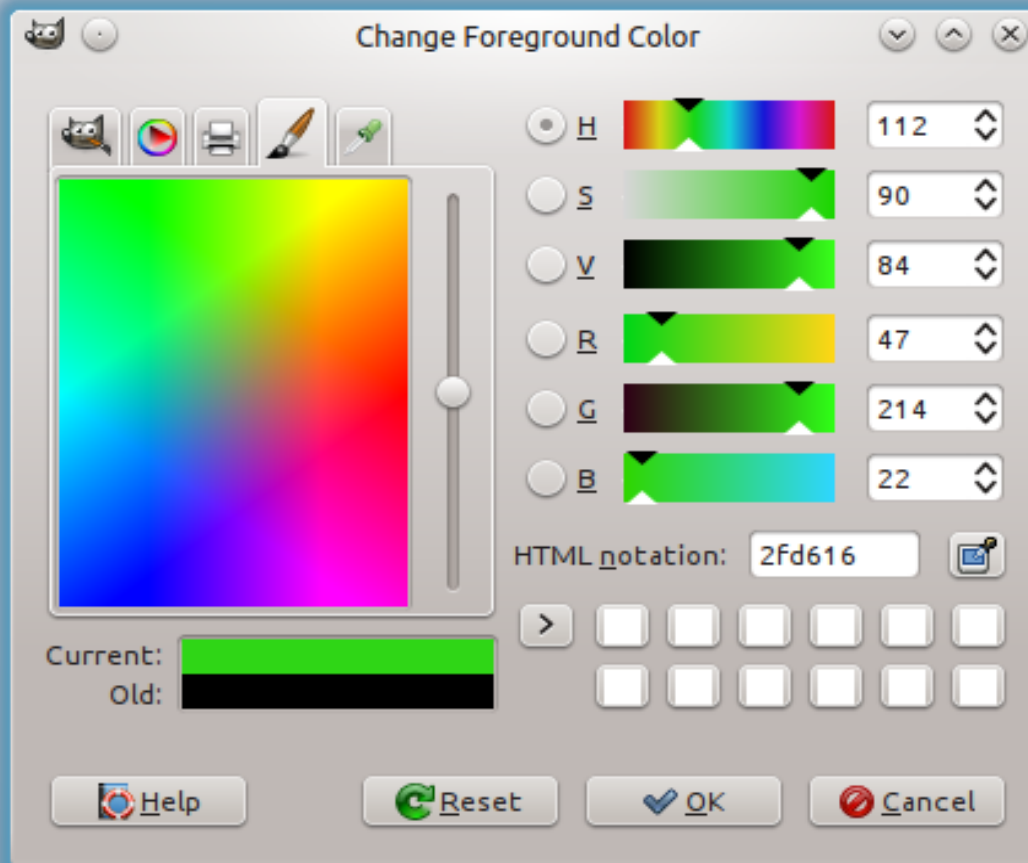 Change Foreground Color
H 112
S 90
V 84
R 47
G 214
B 22
HTML notation: 2fd616
>
Current:
Old:
Help Reset OK Cancel